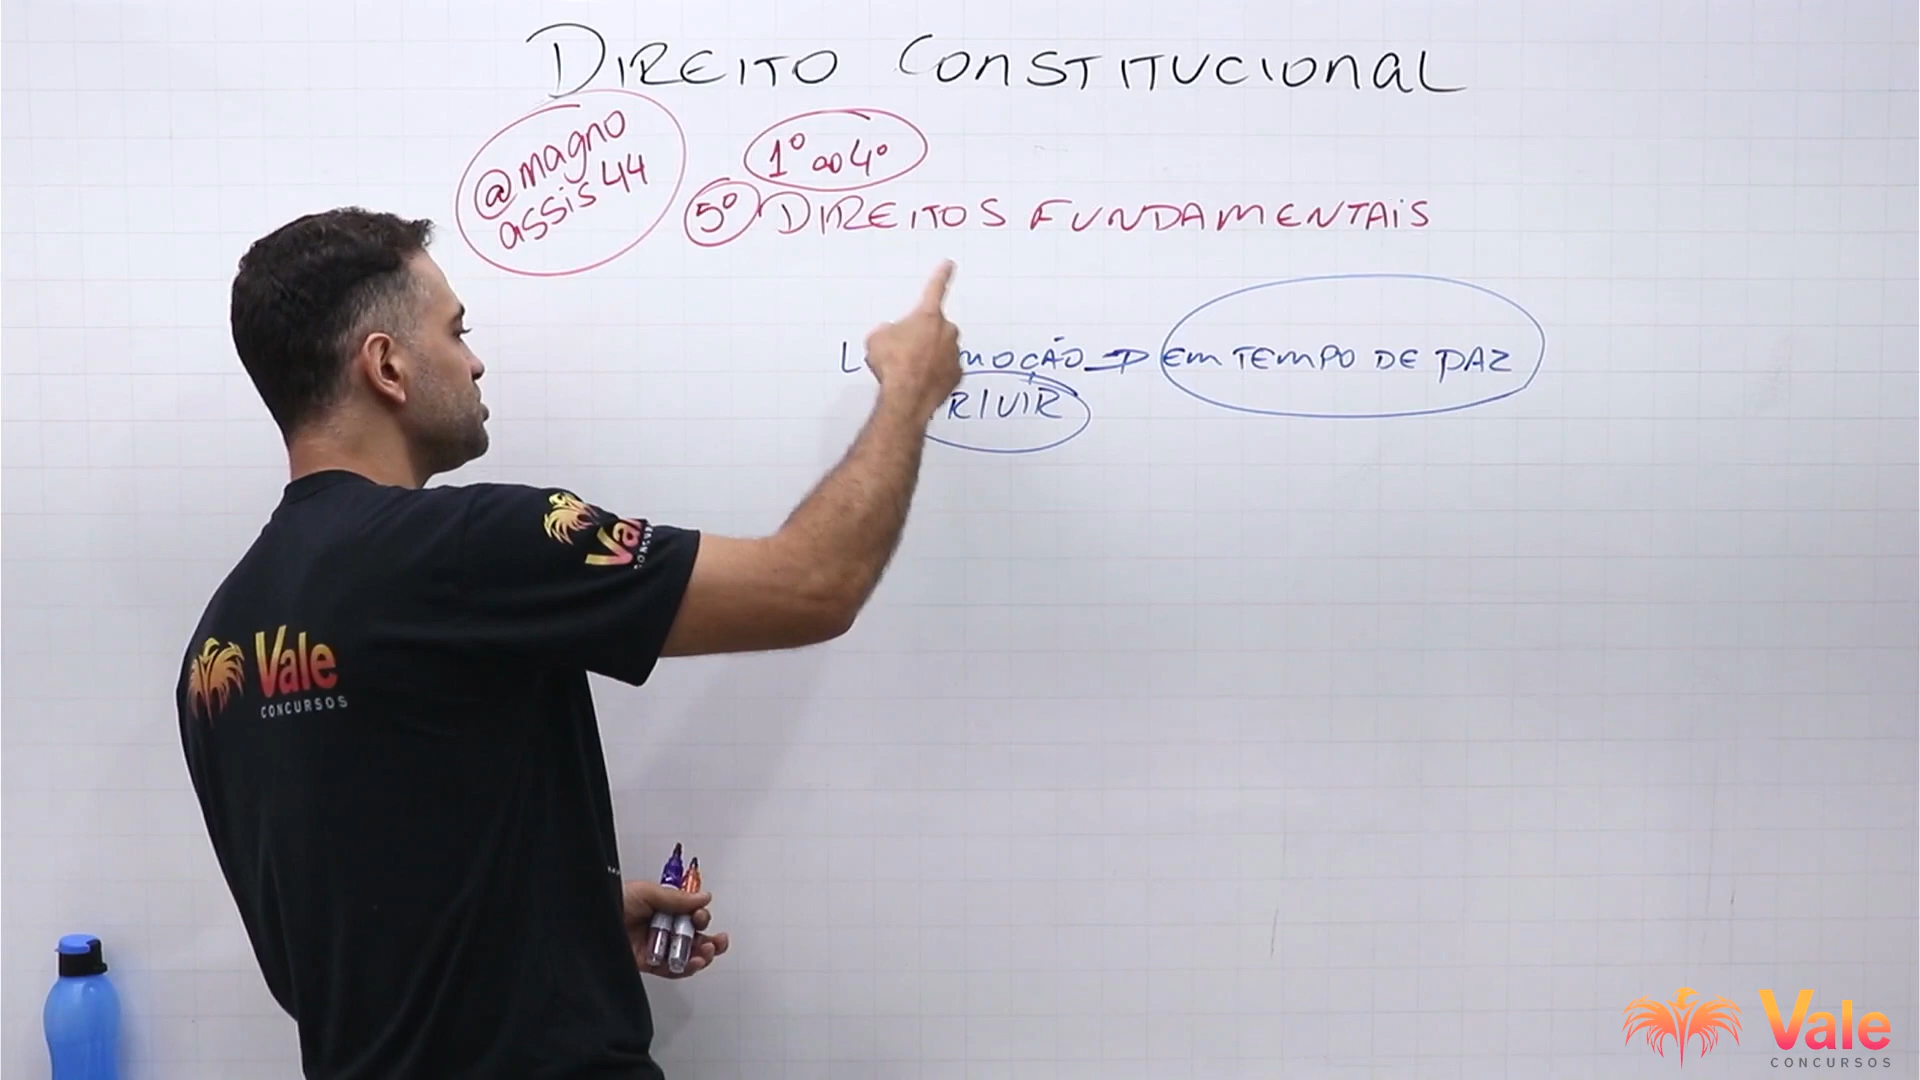 DIREITO CONSTITUCIONAL
@magno
assis44
1º ao 4º
5º DIREITOS FUNDAMENTAIS
EM TEMPO DE PAZ
Vale
CONCURSOS
Vale
CONCURSOS